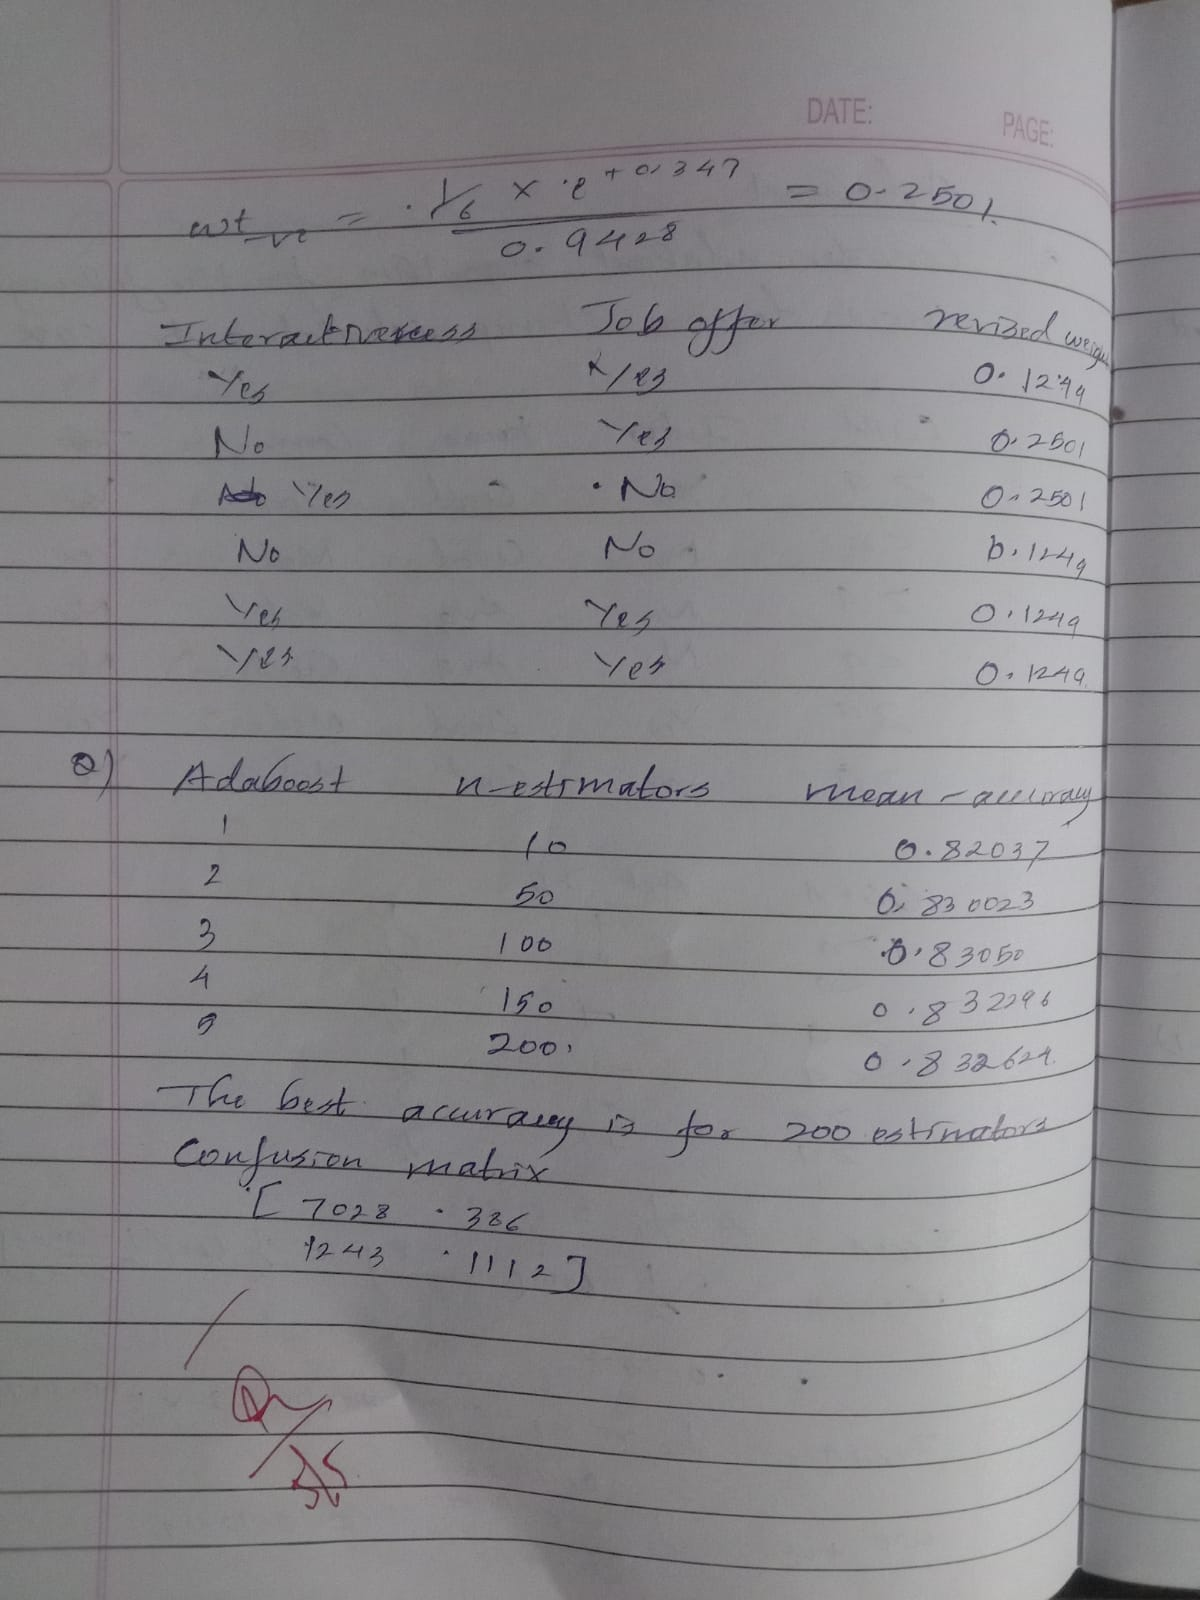 DATE:
PAGE:
wt = 1/6 × e +0.347 / 0.9428 = 0.2501
Interactiveness Job offer revised weight
Yes Yes 0.1249
No Yes 0.2501
Yes No 0.2501
No No 0.1249
Yes Yes 0.1249
Yes Yes 0.1249
Q) Adaboost n-estimators mean-accuracy
1 10 0.82037
2 50 0.830023
3 100 0.83050
4 150 0.832296
5 200 0.832624
The best accuracy is for 200 estimators
Confusion matrix
[ 7028 386
1243 1112 ]